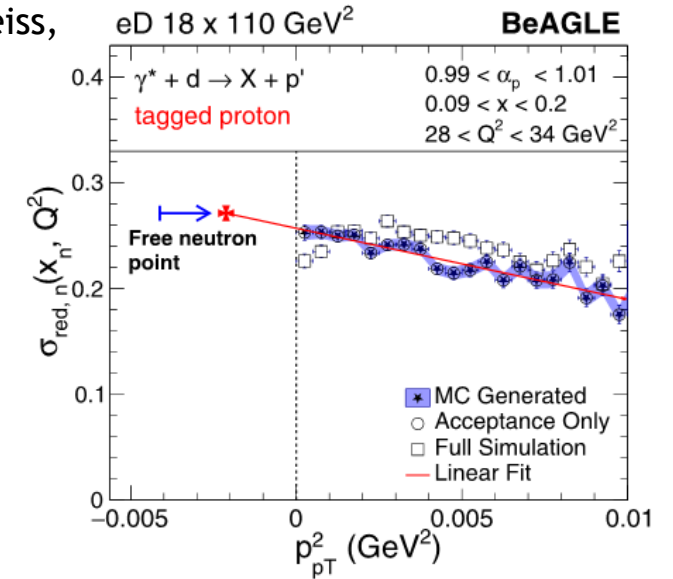 eiss,
eD 18 x 110 GeV² BeAGLE
γ* + d → X + p'
tagged proton
0.99 < αₚ < 1.01
0.09 < x < 0.2
28 < Q² < 34 GeV²
Free neutron
point
MC Generated
Acceptance Only
Full Simulation
Linear Fit
σ_red, n(xₙ, Q²)
0.4
0.3
0.2
0.1
0
−0.005 0 0.005 0.01
p²_pT (GeV²)